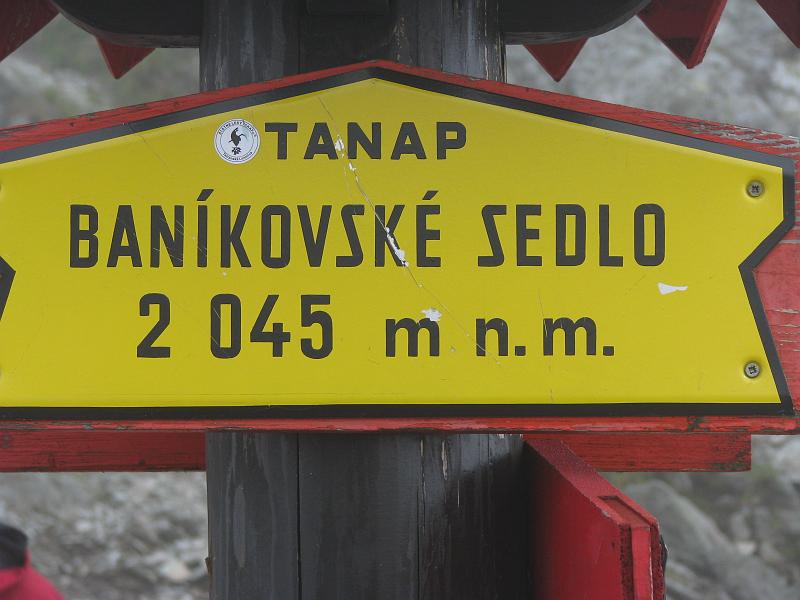 TANAP
BANÍKOVSKÉ SEDLO
2 045 m n.m.